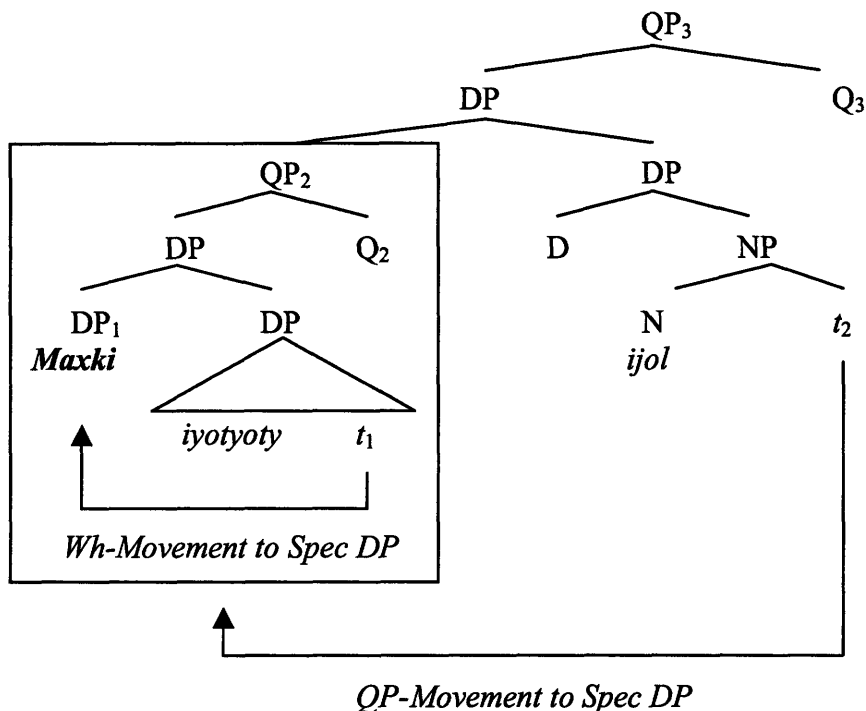 QP₃
DP Q₃
QP₂ DP
DP Q₂ D NP
DP₁ DP N t₂
Maxki ijol
iyotyoty t₁
Wh-Movement to Spec DP
QP-Movement to Spec DP